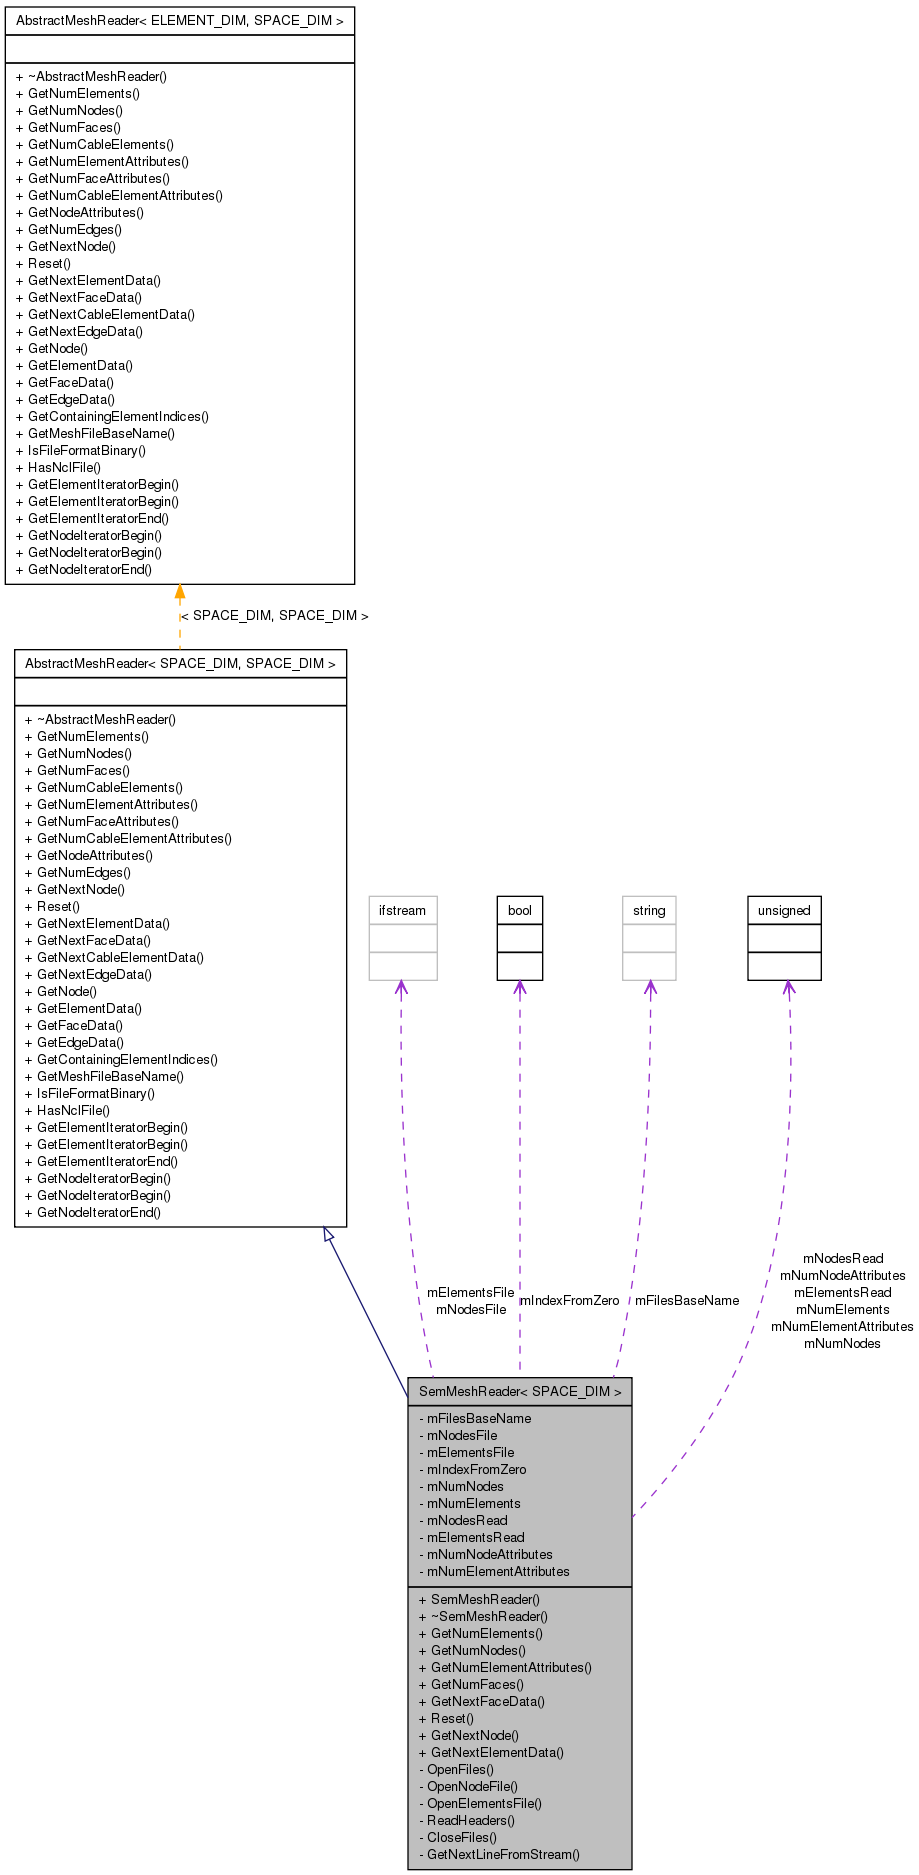 AbstractMeshReader< ELEMENT_DIM, SPACE_DIM >
+ ~AbstractMeshReader()
+ GetNumElements()
+ GetNumNodes()
+ GetNumFaces()
+ GetNumCableElements()
+ GetNumElementAttributes()
+ GetNumFaceAttributes()
+ GetNumCableElementAttributes()
+ GetNodeAttributes()
+ GetNumEdges()
+ GetNextNode()
+ Reset()
+ GetNextElementData()
+ GetNextFaceData()
+ GetNextCableElementData()
+ GetNextEdgeData()
+ GetNode()
+ GetElementData()
+ GetFaceData()
+ GetEdgeData()
+ GetContainingElementIndices()
+ GetMeshFileBaseName()
+ IsFileFormatBinary()
+ HasNclFile()
+ GetElementIteratorBegin()
+ GetElementIteratorBegin()
+ GetElementIteratorEnd()
+ GetNodeIteratorBegin()
+ GetNodeIteratorBegin()
+ GetNodeIteratorEnd()
< SPACE_DIM, SPACE_DIM >
AbstractMeshReader< SPACE_DIM, SPACE_DIM >
+ ~AbstractMeshReader()
+ GetNumElements()
+ GetNumNodes()
+ GetNumFaces()
+ GetNumCableElements()
+ GetNumElementAttributes()
+ GetNumFaceAttributes()
+ GetNumCableElementAttributes()
+ GetNodeAttributes()
+ GetNumEdges()
+ GetNextNode()
+ Reset()
+ GetNextElementData()
+ GetNextFaceData()
+ GetNextCableElementData()
+ GetNextEdgeData()
+ GetNode()
+ GetElementData()
+ GetFaceData()
+ GetEdgeData()
+ GetContainingElementIndices()
+ GetMeshFileBaseName()
+ IsFileFormatBinary()
+ HasNclFile()
+ GetElementIteratorBegin()
+ GetElementIteratorBegin()
+ GetElementIteratorEnd()
+ GetNodeIteratorBegin()
+ GetNodeIteratorBegin()
+ GetNodeIteratorEnd()
ifstream
bool
string
unsigned
mElementsFile
mNodesFile
mIndexFromZero
mFilesBaseName
mNodesRead
mNumNodeAttributes
mElementsRead
mNumElements
mNumElementAttributes
mNumNodes
SemMeshReader< SPACE_DIM >
- mFilesBaseName
- mNodesFile
- mElementsFile
- mIndexFromZero
- mNumNodes
- mNumElements
- mNodesRead
- mElementsRead
- mNumNodeAttributes
- mNumElementAttributes
+ SemMeshReader()
+ ~SemMeshReader()
+ GetNumElements()
+ GetNumNodes()
+ GetNumElementAttributes()
+ GetNumFaces()
+ GetNextFaceData()
+ Reset()
+ GetNextNode()
+ GetNextElementData()
- OpenFiles()
- OpenNodeFile()
- OpenElementsFile()
- ReadHeaders()
- CloseFiles()
- GetNextLineFromStream()